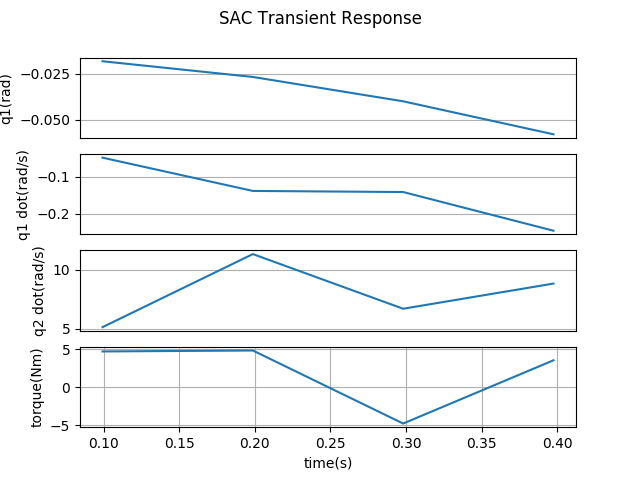 SAC Transient Response
q1(rad)
−0.025
−0.050
q1 dot(rad/s)
−0.1
−0.2
q2 dot(rad/s)
10
5
torque(Nm)
5
0
−5
0.10 0.15 0.20 0.25 0.30 0.35 0.40
time(s)